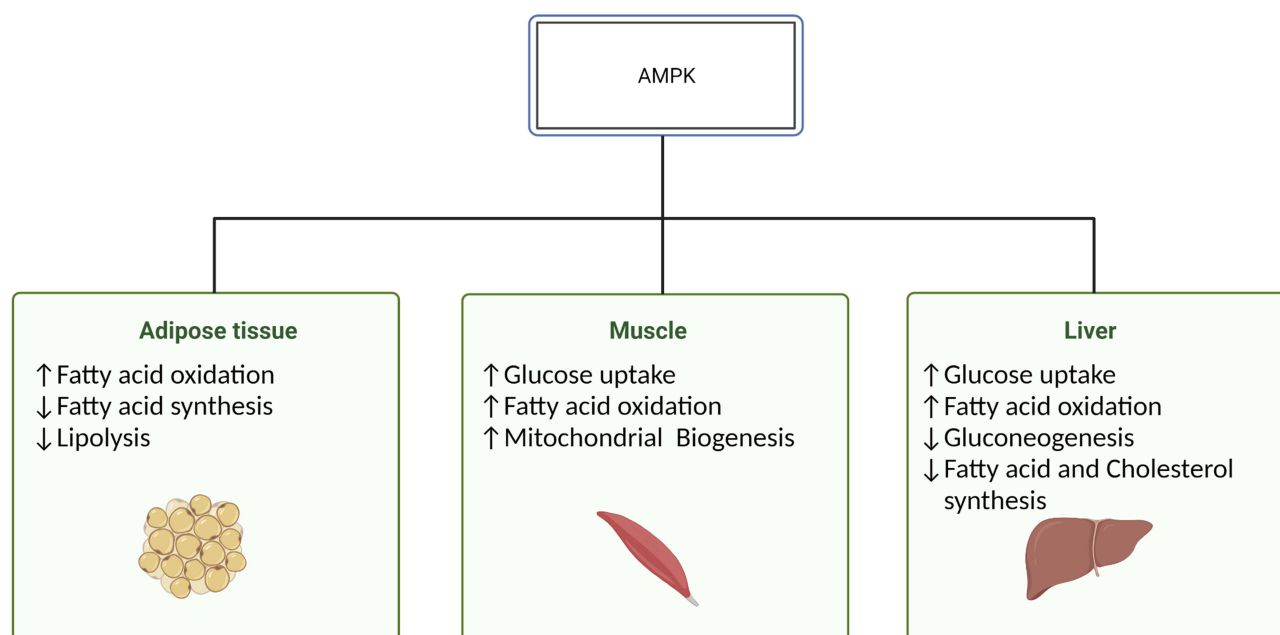 AMPK
Adipose tissue
↑ Fatty acid oxidation
↓ Fatty acid synthesis
↓ Lipolysis
Muscle
↑ Glucose uptake
↑ Fatty acid oxidation
↑ Mitochondrial  Biogenesis
Liver
↑ Glucose uptake
↑ Fatty acid oxidation
↓ Gluconeogenesis
↓ Fatty acid and Cholesterol
synthesis